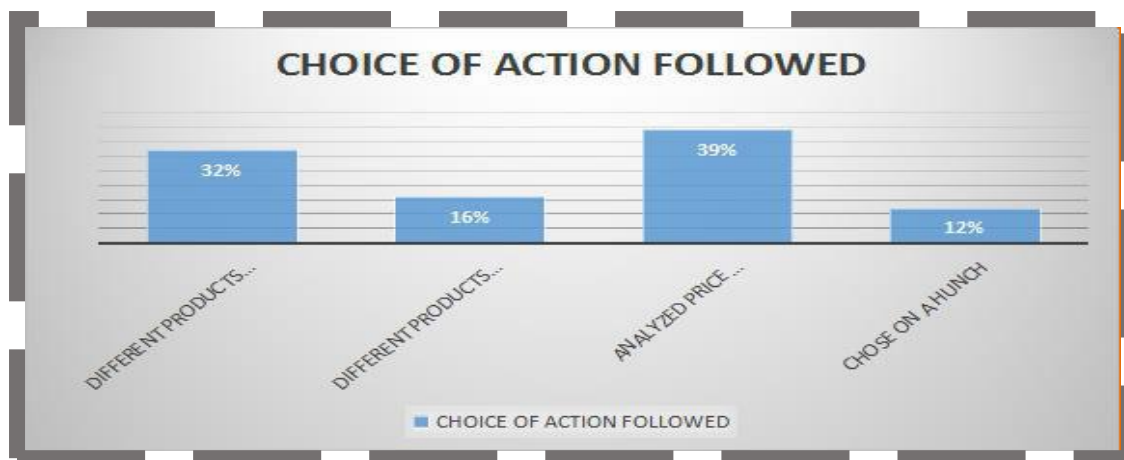 CHOICE OF ACTION FOLLOWED
32%
16%
39%
12%
DIFFERENT PRODUCTS...
DIFFERENT PRODUCTS...
ANALYZED PRICE ...
CHOSE ON A HUNCH
CHOICE OF ACTION FOLLOWED